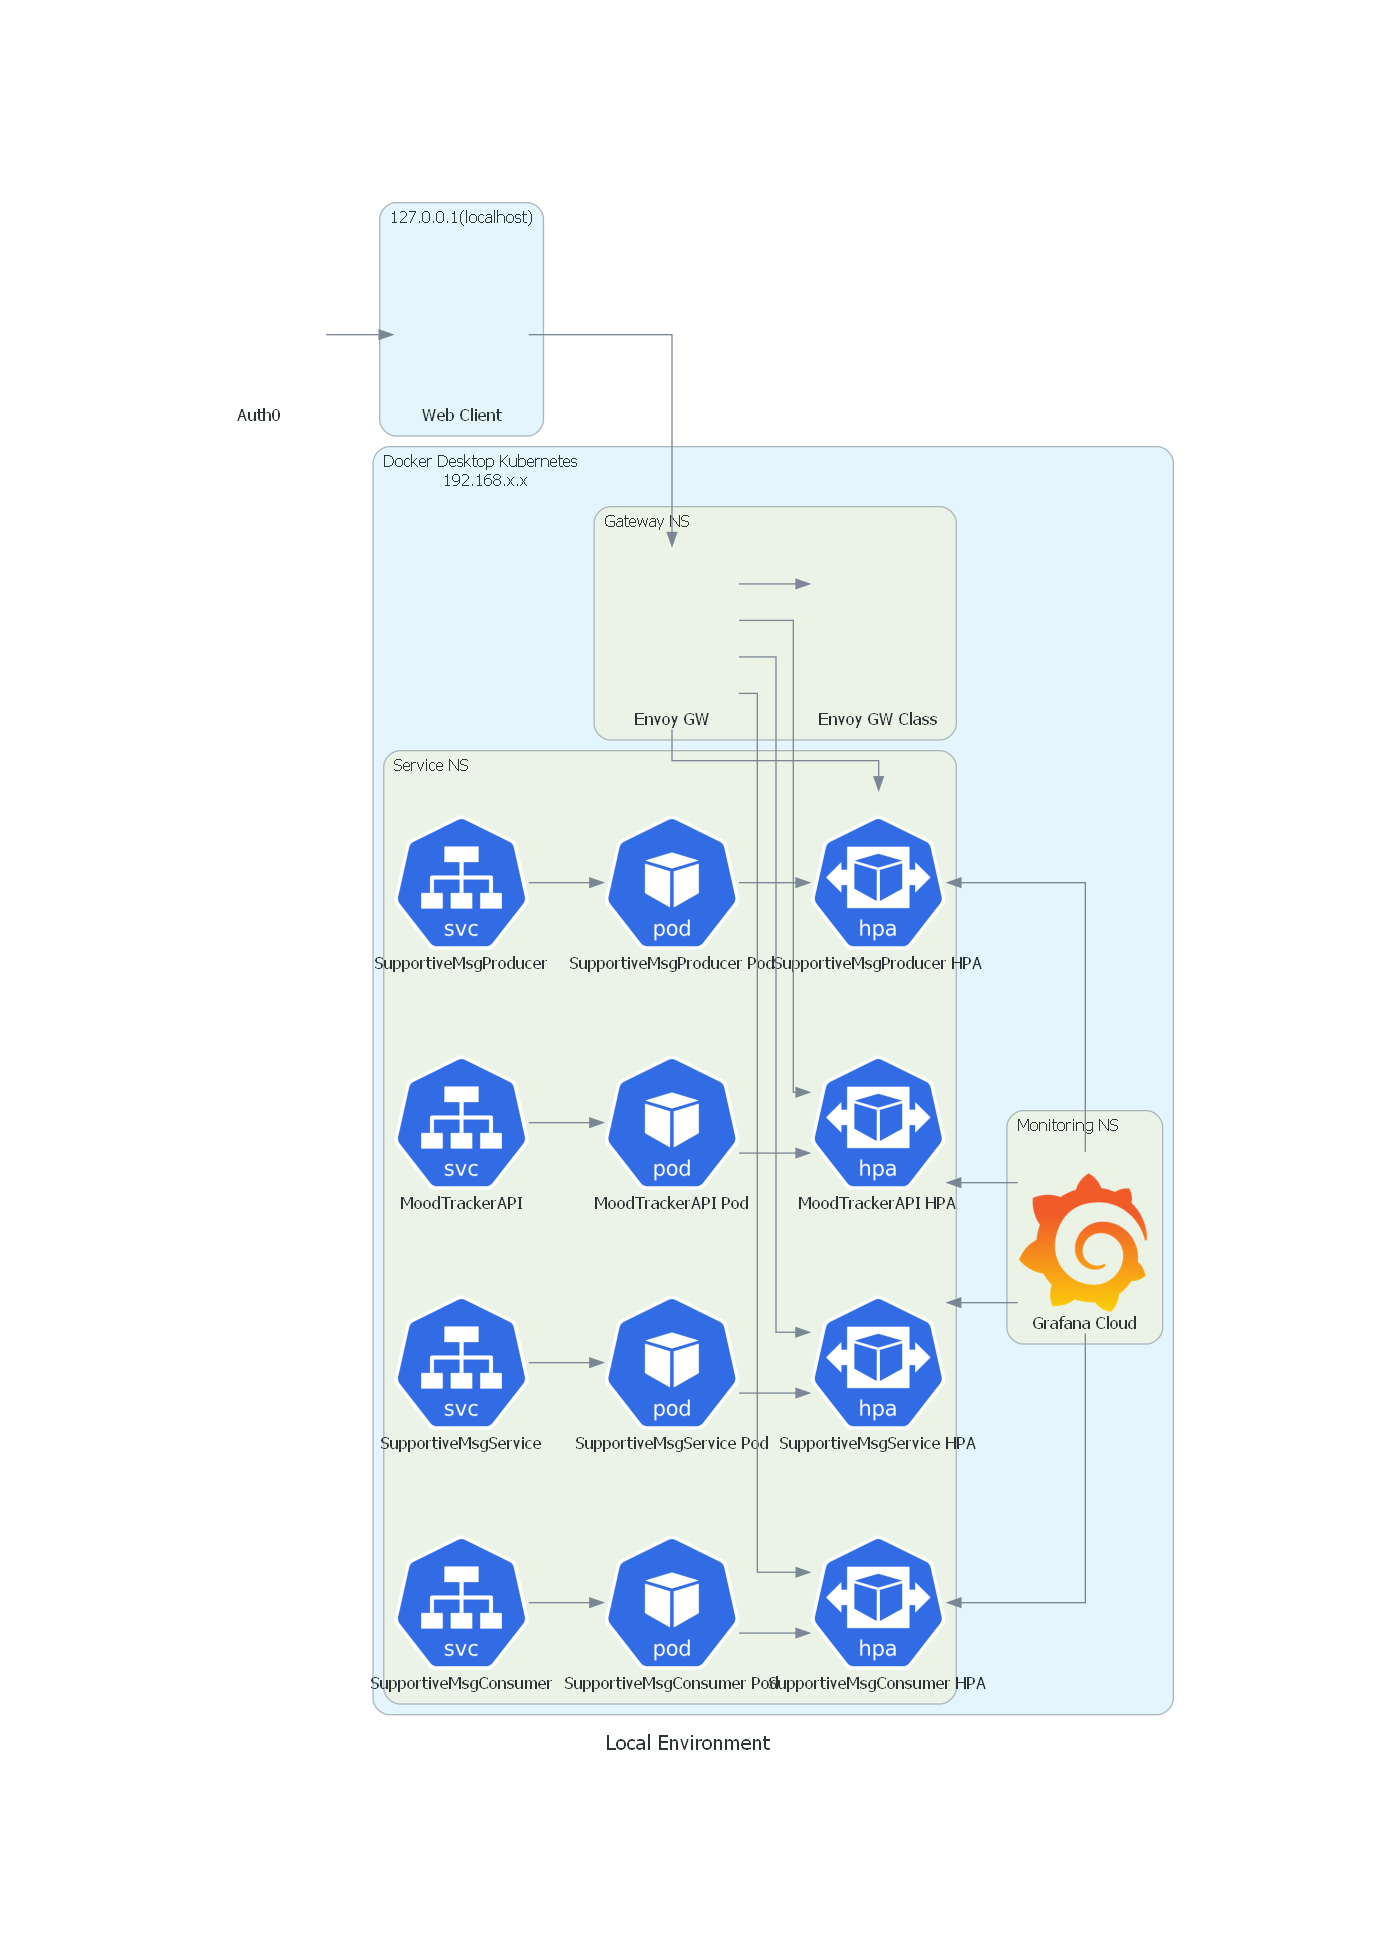 127.0.0.1(localhost)
Auth0
Web Client
Docker Desktop Kubernetes
192.168.x.x
Gateway NS
Envoy GW
Envoy GW Class
Service NS
svc
pod
hpa
SupportiveMsgProducer
SupportiveMsgProducer Pod
SupportiveMsgProducer HPA
svc
pod
hpa
MoodTrackerAPI
MoodTrackerAPI Pod
MoodTrackerAPI HPA
Monitoring NS
Grafana Cloud
svc
pod
hpa
SupportiveMsgService
SupportiveMsgService Pod
SupportiveMsgService HPA
svc
pod
hpa
SupportiveMsgConsumer
SupportiveMsgConsumer Pod
SupportiveMsgConsumer HPA
Local Environment